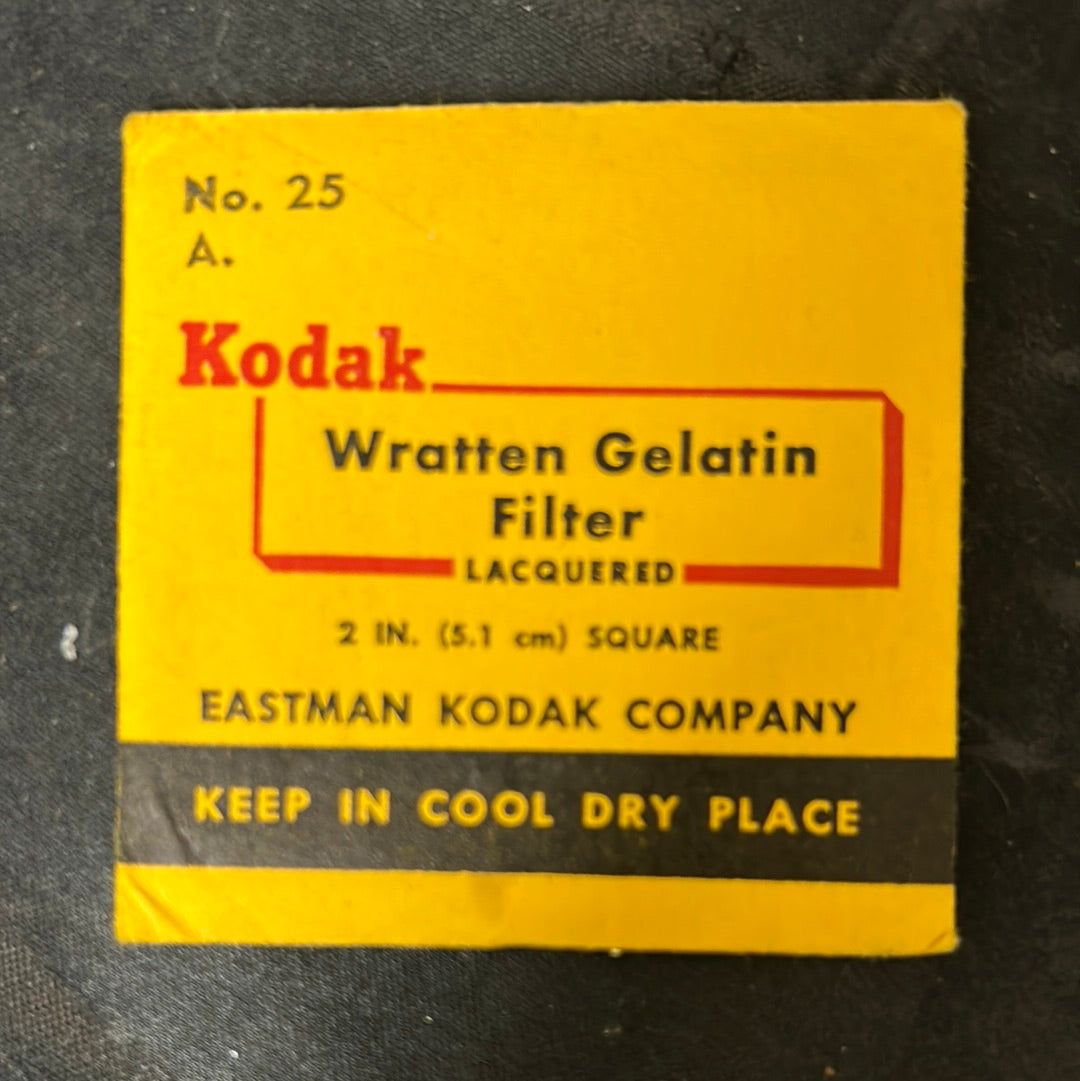 No. 25
A.
Kodak
Wratten Gelatin
Filter
LACQUERED
2 IN. (5.1 cm) SQUARE
EASTMAN KODAK COMPANY
KEEP IN COOL DRY PLACE